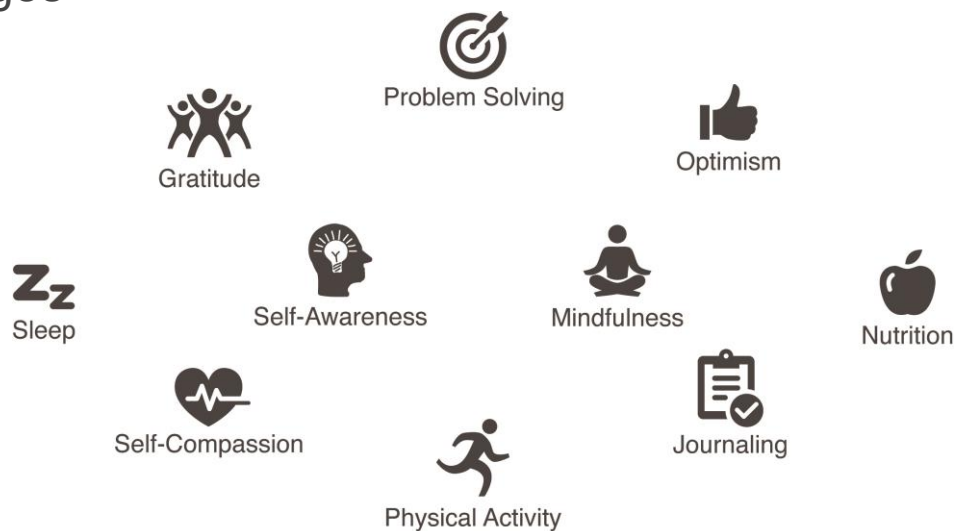 Problem Solving
Gratitude
Optimism
Sleep
Self-Awareness
Mindfulness
Nutrition
Self-Compassion
Journaling
Physical Activity